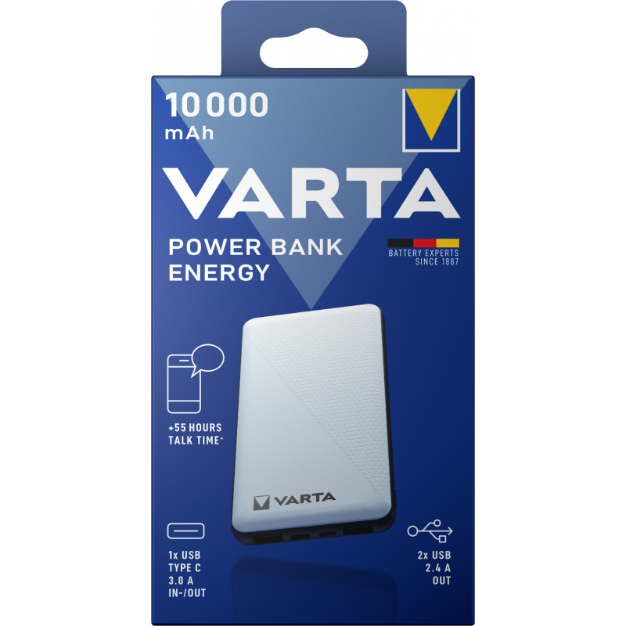 10 000
mAh
VARTA
POWER BANK
ENERGY
BATTERY EXPERTS
SINCE 1887
+55 HOURS
TALK TIME*
VARTA
1x USB
TYPE C
3.0 A
IN-/OUT
2x USB
2.4 A
OUT